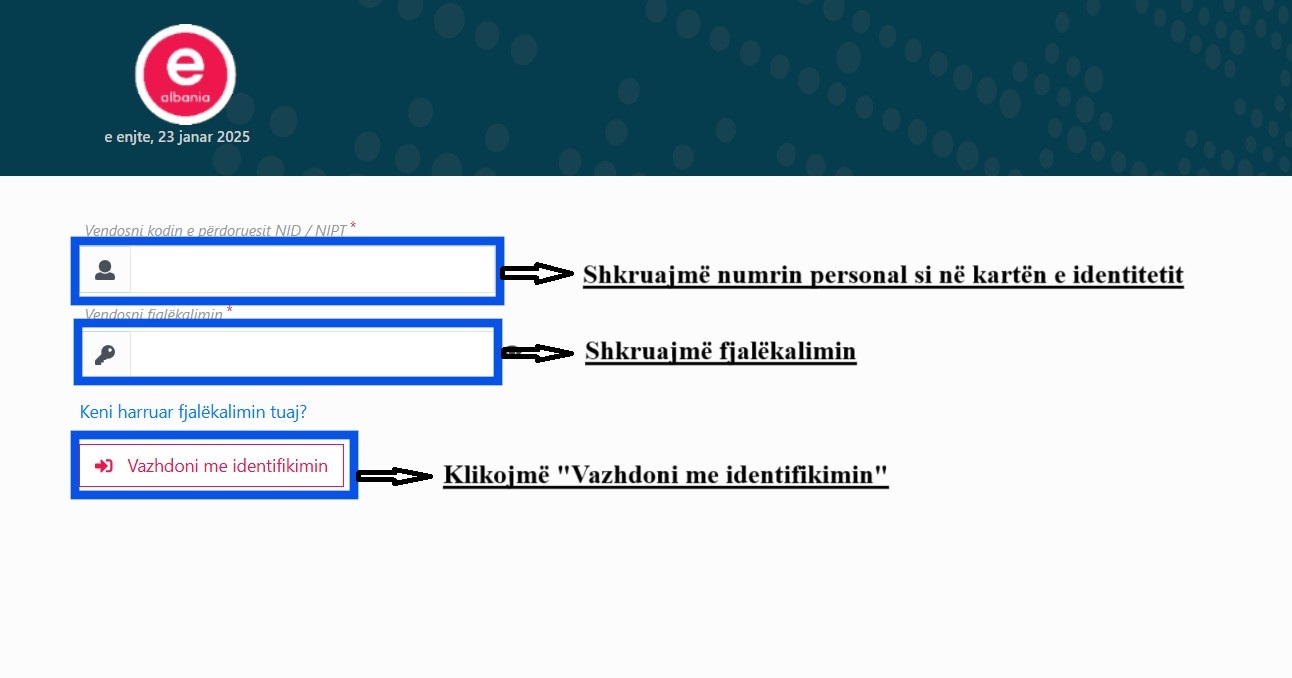 e
albania
e enjte, 23 janar 2025
Vendosni kodin e përdoruesit NID / NIPT *
Shkruajmë numrin personal si në kartën e identitetit
Vendosni fjalëkalimin *
Shkruajmë fjalëkalimin
Keni harruar fjalëkalimin tuaj?
Vazhdoni me identifikimin
Klikojmë "Vazhdoni me identifikimin"